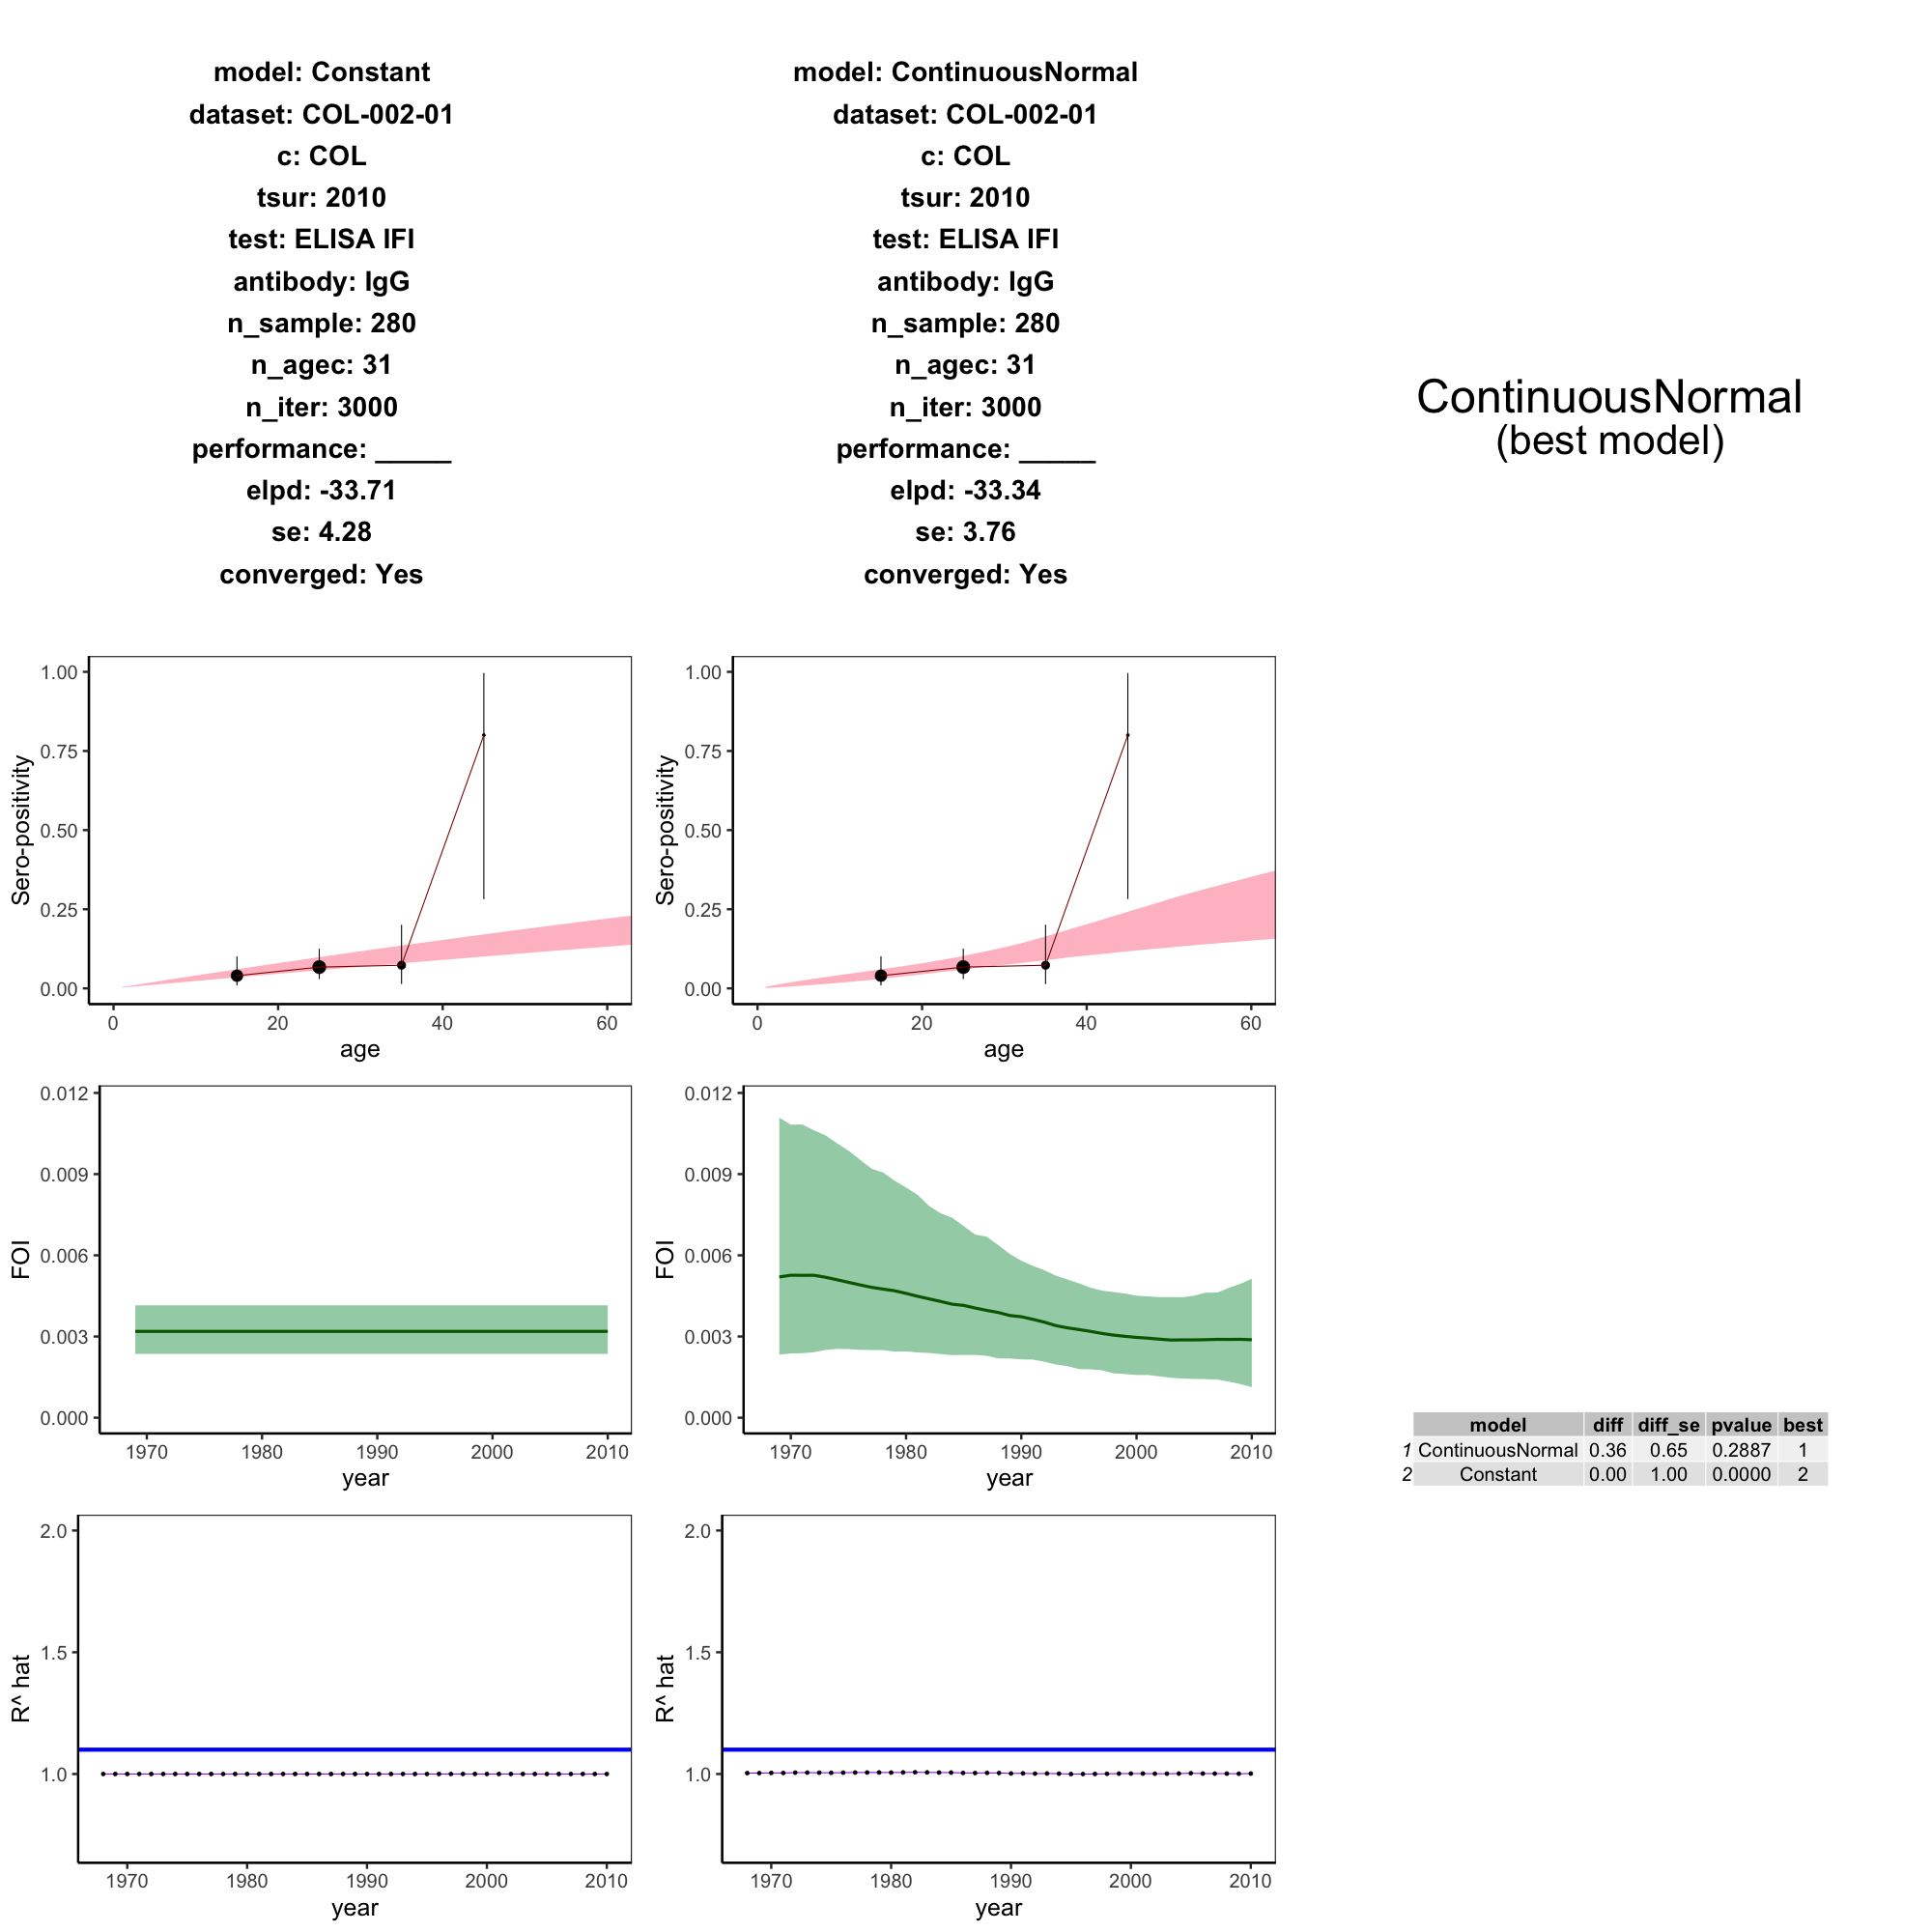 model: Constant
dataset: COL-002-01
c: COL
tsur: 2010
test: ELISA IFI
antibody: IgG
n_sample: 280
n_agec: 31
n_iter: 3000
performance: _____
elpd: -33.71
se: 4.28
converged: Yes
model: ContinuousNormal
dataset: COL-002-01
c: COL
tsur: 2010
test: ELISA IFI
antibody: IgG
n_sample: 280
n_agec: 31
n_iter: 3000
performance: _____
elpd: -33.34
se: 3.76
converged: Yes
ContinuousNormal
(best model)
Sero-positivity
1.00
0.75
0.50
0.25
0.00
0 20 40 60
age
Sero-positivity
1.00
0.75
0.50
0.25
0.00
0 20 40 60
age
FOI
0.012
0.009
0.006
0.003
0.000
1970 1980 1990 2000 2010
year
FOI
0.012
0.009
0.006
0.003
0.000
1970 1980 1990 2000 2010
year
model diff diff_se pvalue best
1 ContinuousNormal 0.36 0.65 0.2887 1
2 Constant 0.00 1.00 0.0000 2
R^ hat
2.0
1.5
1.0
1970 1980 1990 2000 2010
year
R^ hat
2.0
1.5
1.0
1970 1980 1990 2000 2010
year